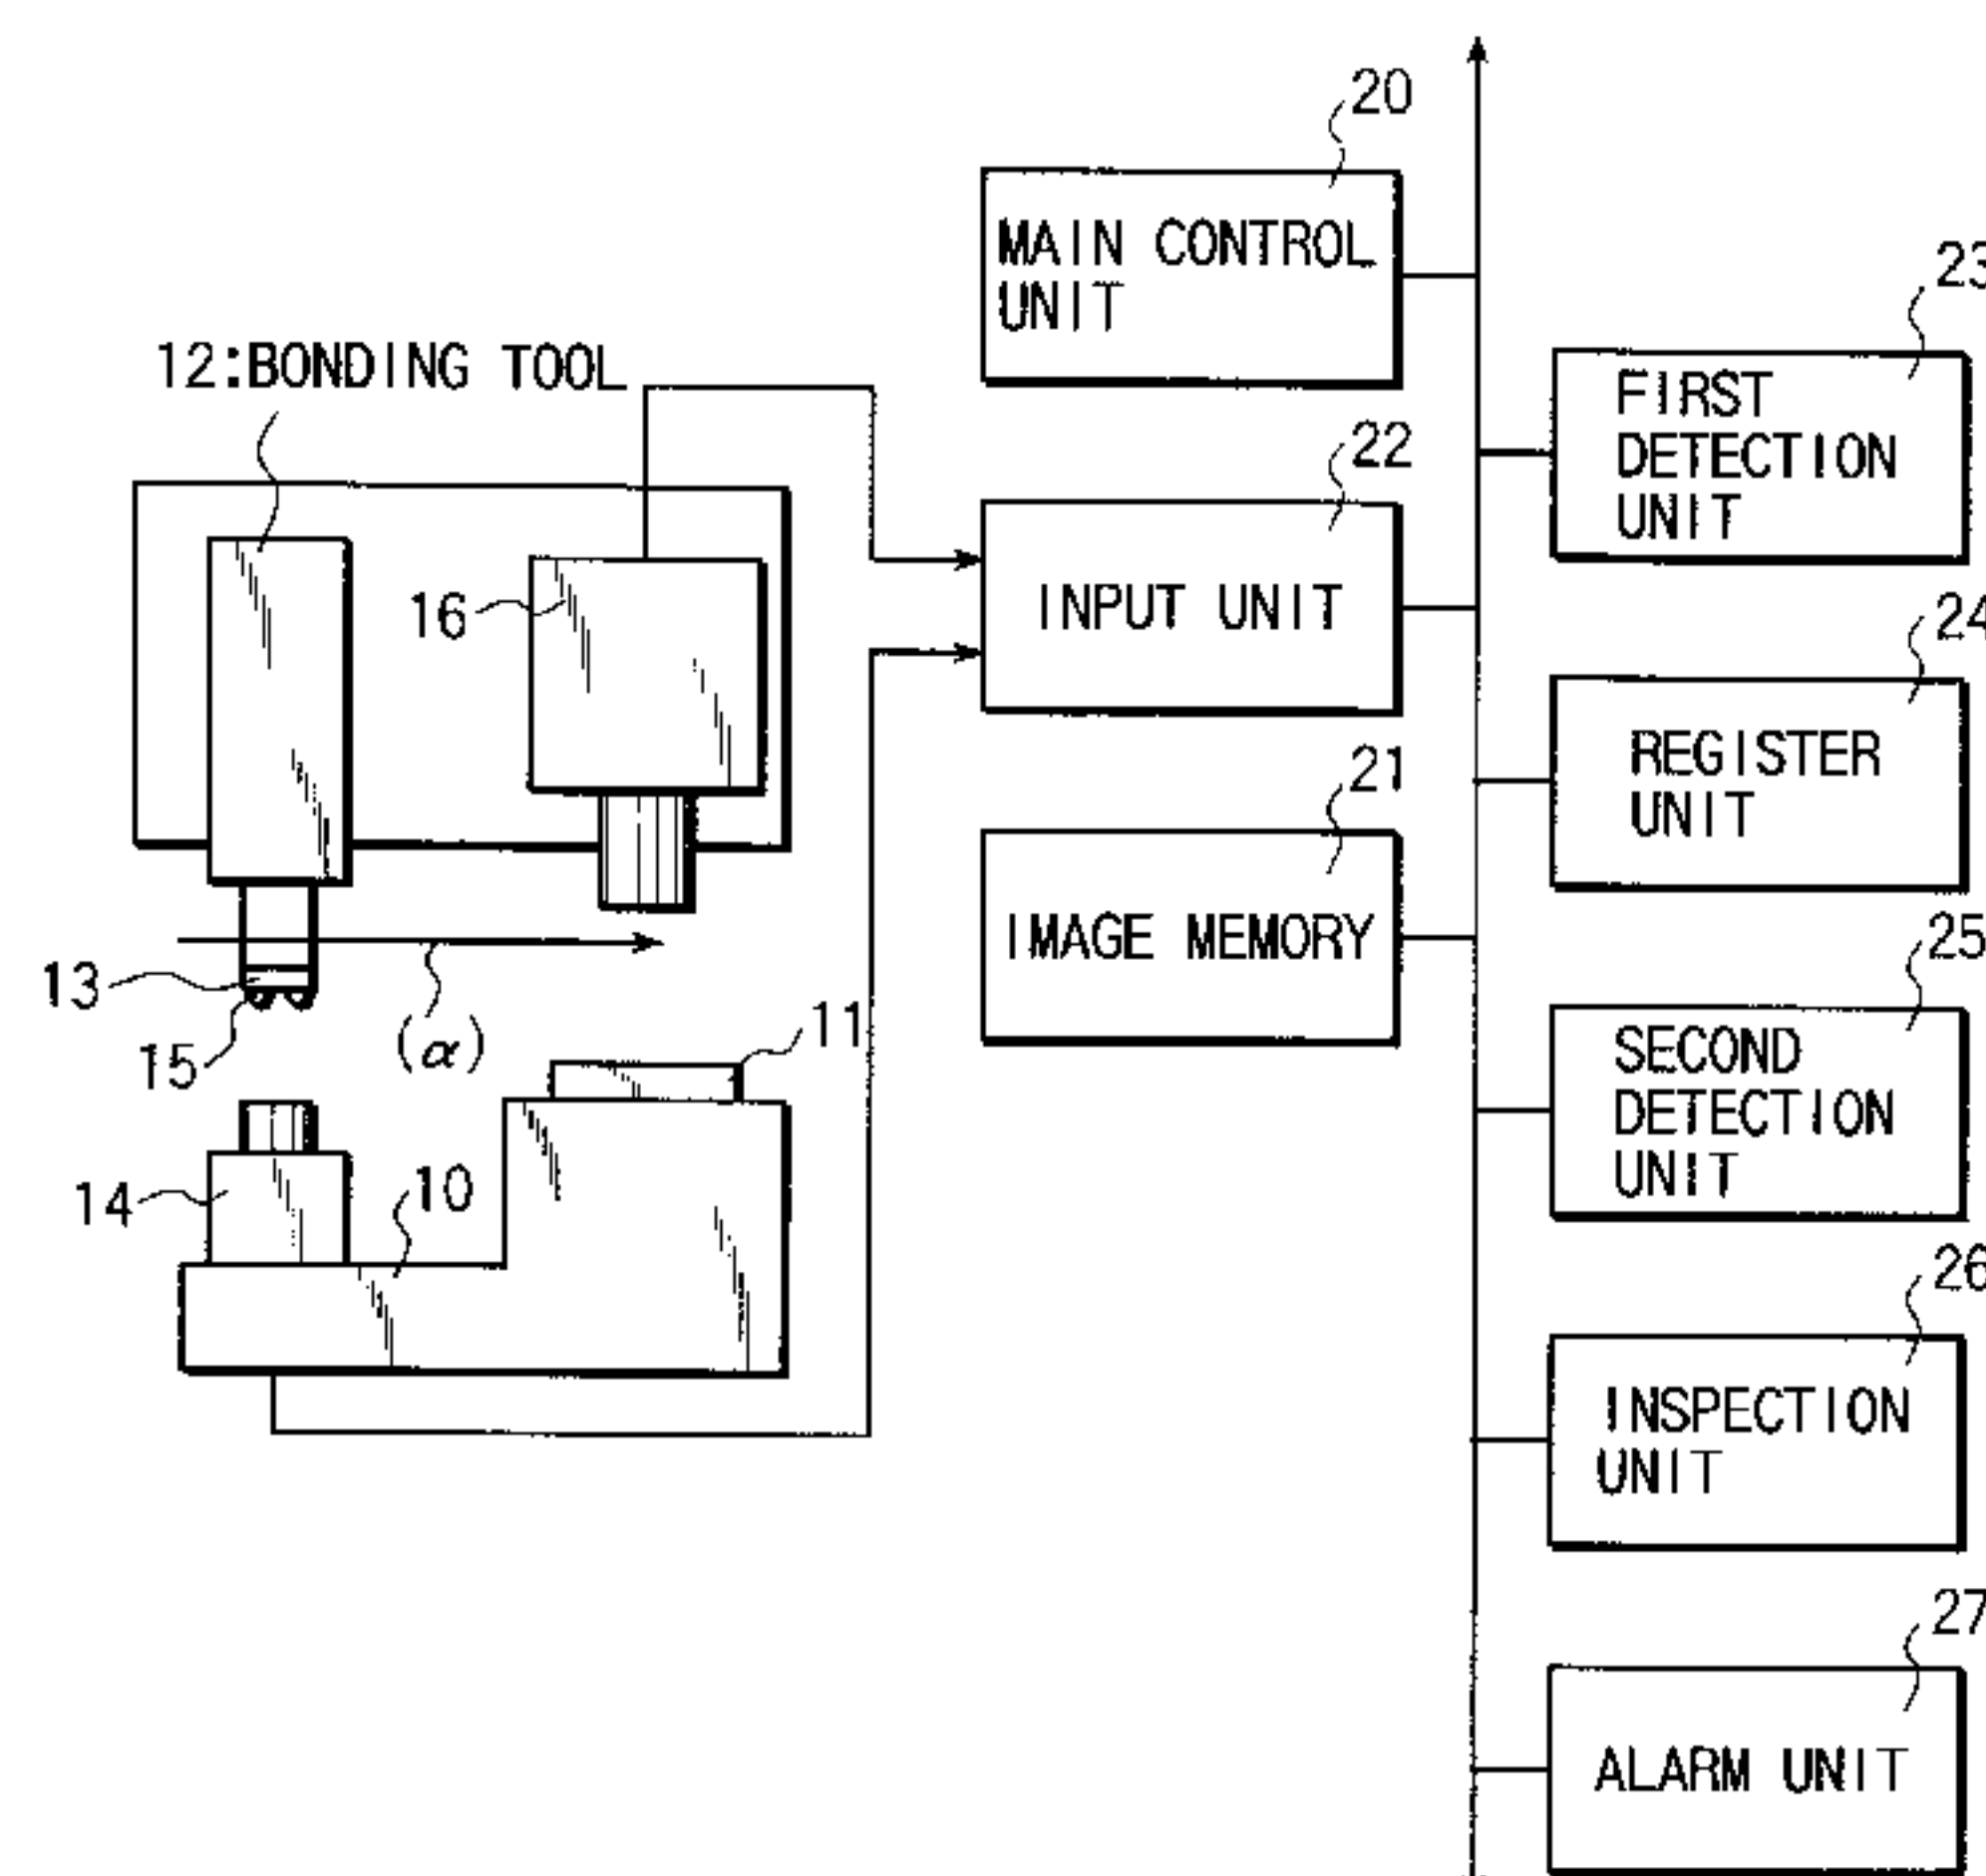 20
MAIN CONTROL
UNIT
23
FIRST
DETECTION
UNIT
12:BONDING TOOL
22
INPUT UNIT
16
24
REGISTER
UNIT
21
IMAGE MEMORY
25
SECOND
DETECTION
UNIT
13
15
(α)
11
14
10
26
INSPECTION
UNIT
27
ALARM UNIT